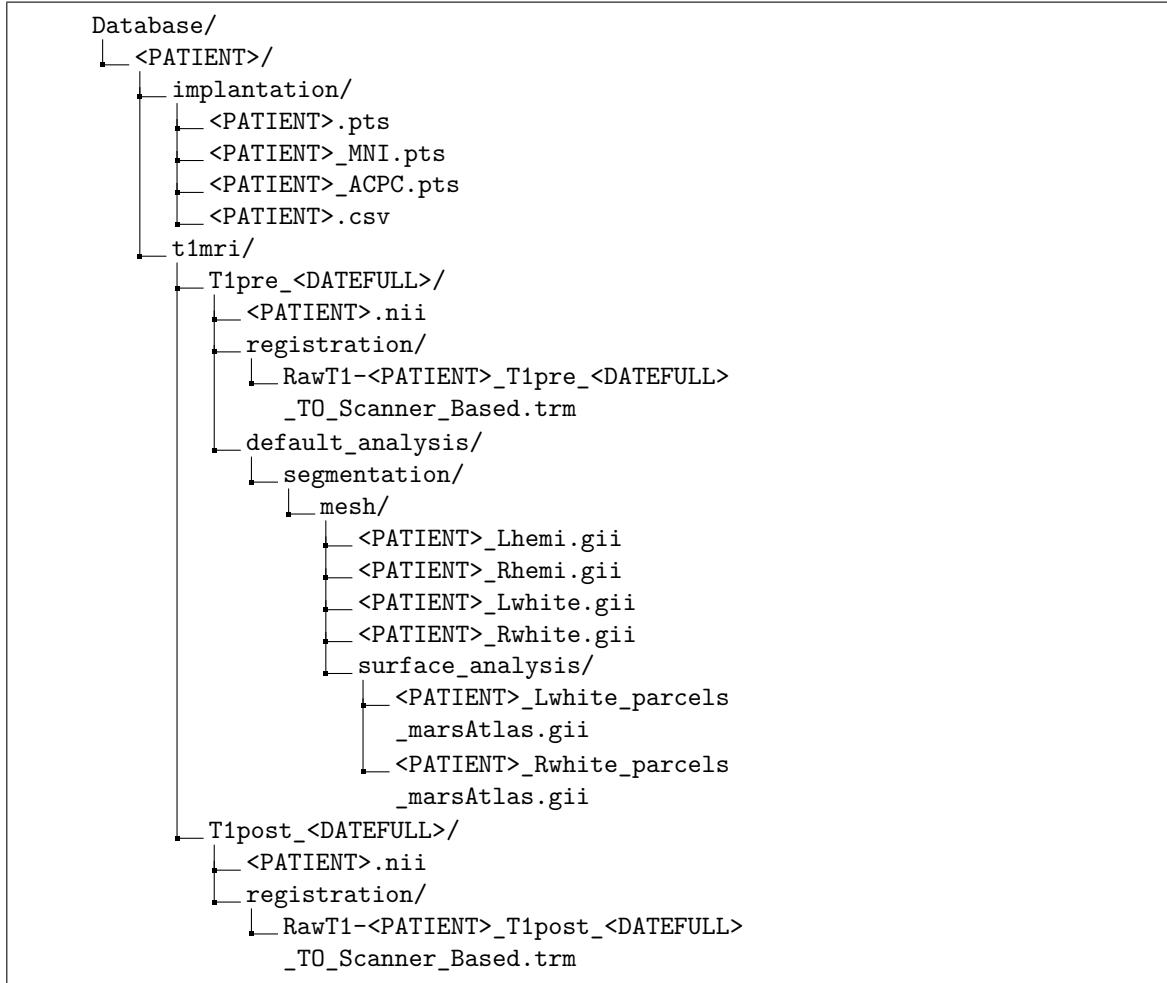 Database/
<PATIENT>/
implantation/
<PATIENT>.pts
<PATIENT>_MNI.pts
<PATIENT>_ACPC.pts
<PATIENT>.csv
t1mri/
T1pre_<DATEFULL>/
<PATIENT>.nii
registration/
RawT1-<PATIENT>_T1pre_<DATEFULL>
_TO_Scanner_Based.trm
default_analysis/
segmentation/
mesh/
<PATIENT>_Lhemi.gii
<PATIENT>_Rhemi.gii
<PATIENT>_Lwhite.gii
<PATIENT>_Rwhite.gii
surface_analysis/
<PATIENT>_Lwhite_parcels
_marsAtlas.gii
<PATIENT>_Rwhite_parcels
_marsAtlas.gii
T1post_<DATEFULL>/
<PATIENT>.nii
registration/
RawT1-<PATIENT>_T1post_<DATEFULL>
_TO_Scanner_Based.trm